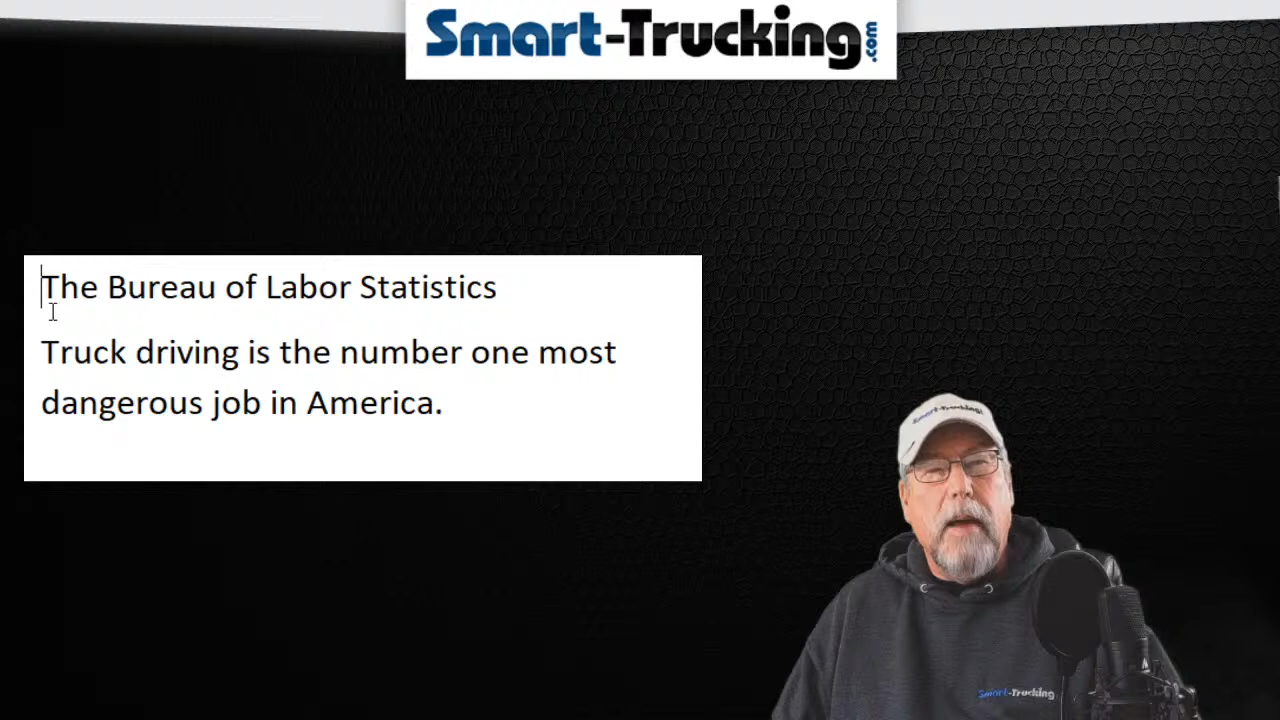 Smart-Trucking.com
The Bureau of Labor Statistics
Truck driving is the number one most
dangerous job in America.
Smart-Trucking
Smart-Trucking